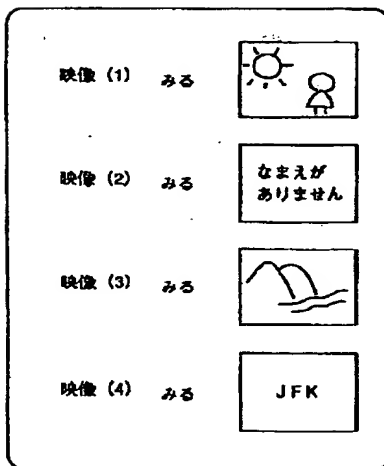 映像 (1) みる
映像 (2) みる
なまえが
ありません
映像 (3) みる
映像 (4) みる
JFK